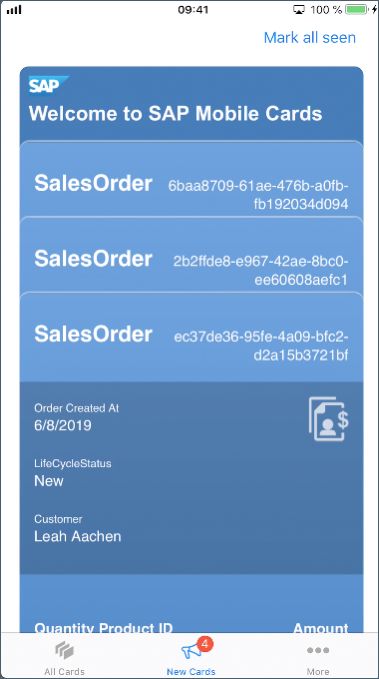 09:41
100 %
Mark all seen
SAP
Welcome to SAP Mobile Cards
SalesOrder 6baa8709-61ae-476b-a0fb-
fb192034d094
SalesOrder 2b2ffde8-e967-42ae-8bc0-
ee60608aefc1
SalesOrder ec37de36-95fe-4a09-bfc2-
d2a15b3721bf
Order Created At
6/8/2019
$
LifeCycleStatus
New
Customer
Leah Aachen
Quantity Product ID Amount
4
All Cards New Cards More